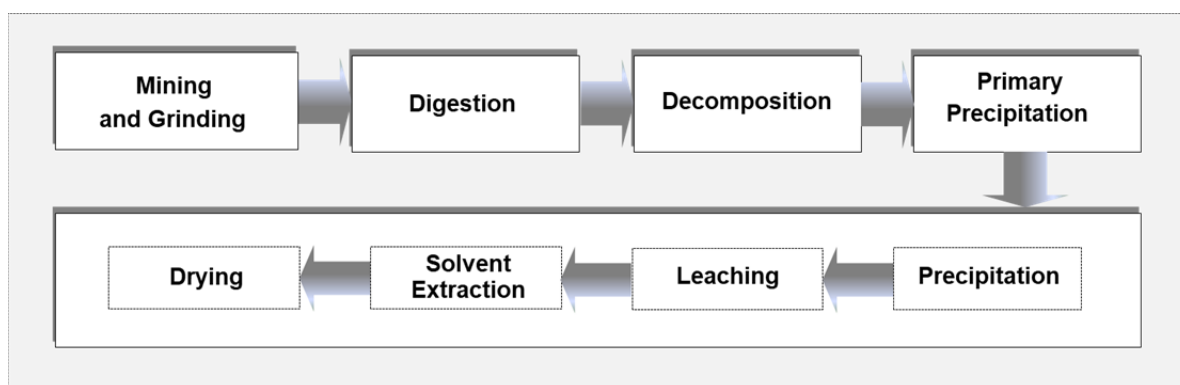 Mining
and Grinding
Digestion
Decomposition
Primary
Precipitation
Precipitation
Leaching
Solvent
Extraction
Drying